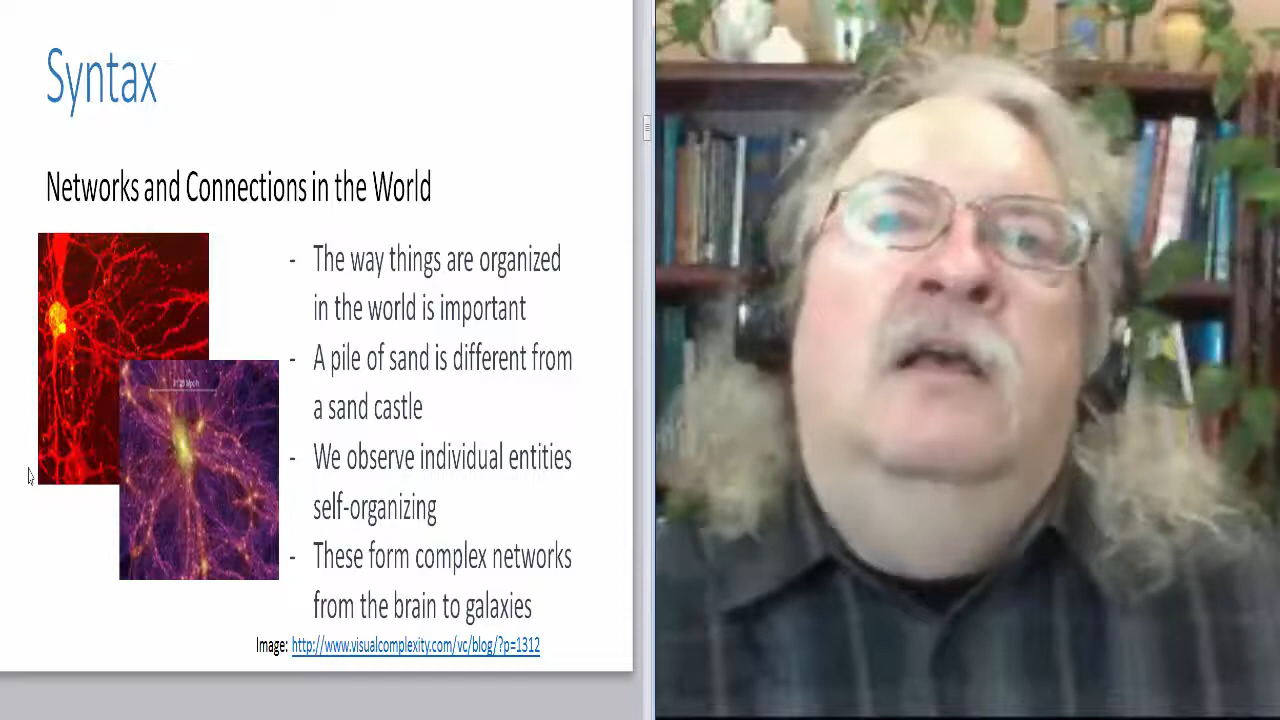 Syntax
Networks and Connections in the World
- The way things are organized
in the world is important
- A pile of sand is different from
a sand castle
- We observe individual entities
self-organizing
- These form complex networks
from the brain to galaxies
Image: http://www.visualcomplexity.com/vc/blog/?p=1312